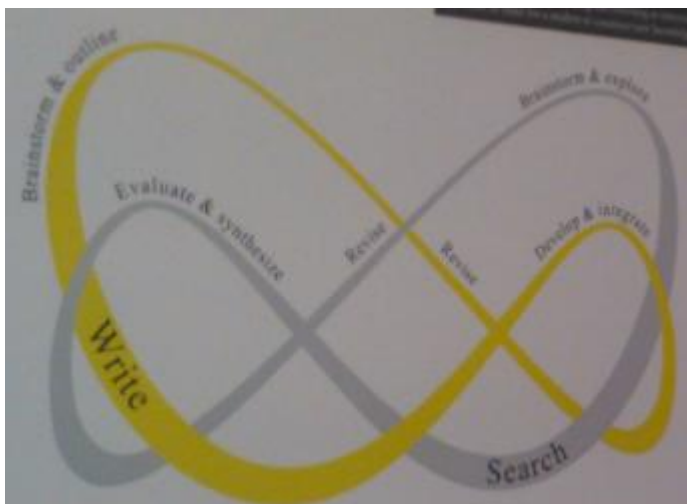 Brainstorm & outline
Brainstorm & explore
Evaluate & synthesize
Revise
Revise
Develop & integrate
Write
Search